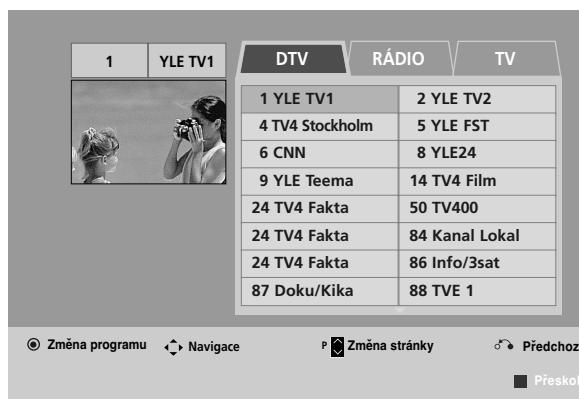 1 YLE TV1
DTV RÁDIO TV
1 YLE TV1 2 YLE TV2
4 TV4 Stockholm 5 YLE FST
6 CNN 8 YLE24
9 YLE Teema 14 TV4 Film
24 TV4 Fakta 50 TV400
24 TV4 Fakta 84 Kanal Lokal
24 TV4 Fakta 86 Info/3sat
87 Doku/Kika 88 TVE 1
Změna programu Navigace P Změna stránky Předchoz
Přeskoč